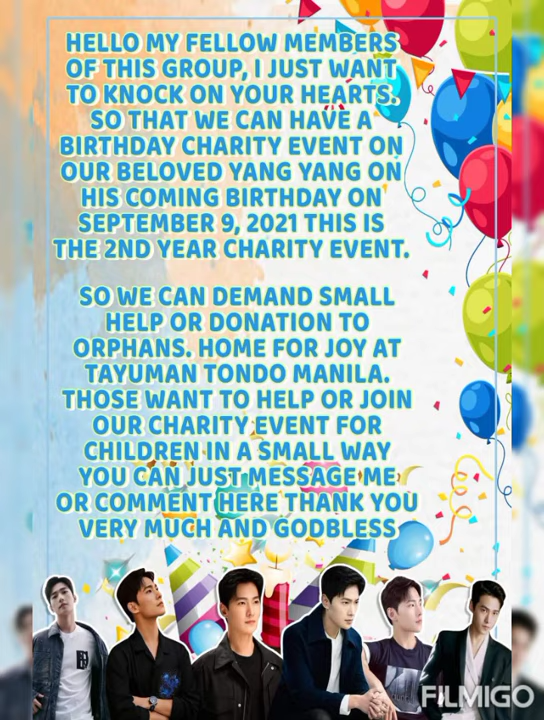 HELLO MY FELLOW MEMBERS
OF THIS GROUP, I JUST WANT
TO KNOCK ON YOUR HEARTS.
SO THAT WE CAN HAVE A
BIRTHDAY CHARITY EVENT ON
OUR BELOVED YANG YANG ON
HIS COMING BIRTHDAY ON
SEPTEMBER 9, 2021 THIS IS
THE 2ND YEAR CHARITY EVENT.
SO WE CAN DEMAND SMALL
HELP OR DONATION TO
ORPHANS. HOME FOR JOY AT
TAYUMAN TONDO MANILA.
THOSE WANT TO HELP OR JOIN
OUR CHARITY EVENT FOR
CHILDREN IN A SMALL WAY
YOU CAN JUST MESSAGE ME
OR COMMENT HERE THANK YOU
VERY MUCH AND GODBLESS
FILMIGO